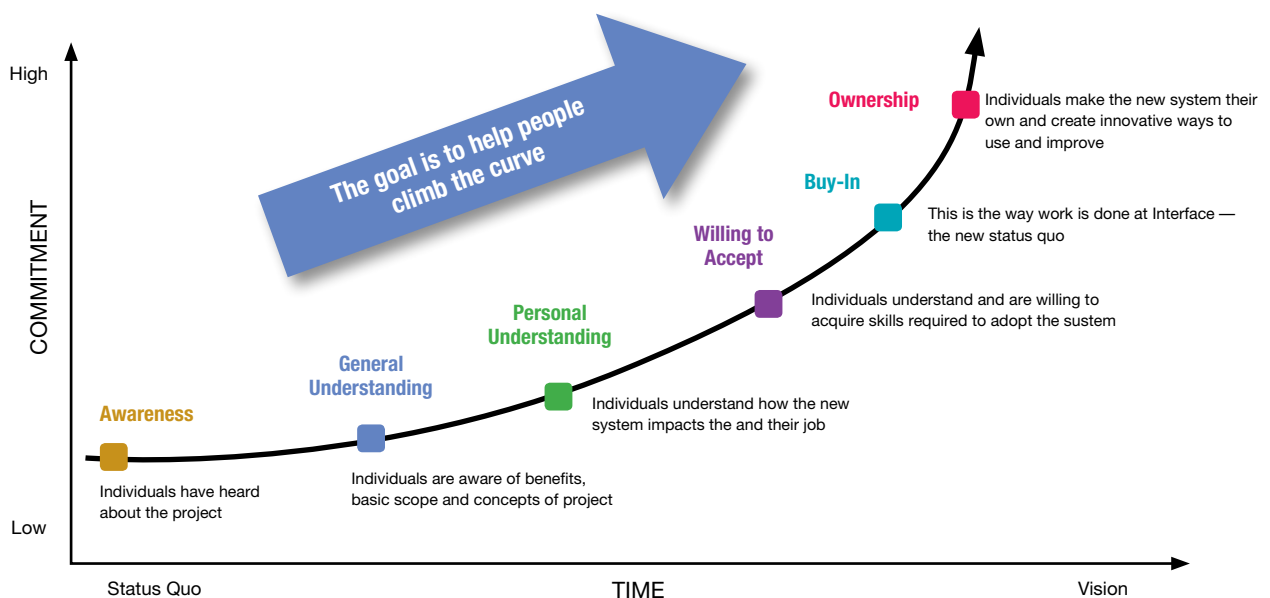 High
The goal is to help people
climb the curve
Ownership
Individuals make the new system their
own and create innovative ways to
use and improve
Buy-In
This is the way work is done at Interface —
the new status quo
Willing to
Accept
Individuals understand and are willing to
acquire skills required to adopt the sustem
COMMITMENT
Personal
Understanding
Individuals understand how the new
system impacts the and their job
General
Understanding
Individuals are aware of benefits,
basic scope and concepts of project
Awareness
Individuals have heard
about the project
Low
Status Quo
TIME
Vision